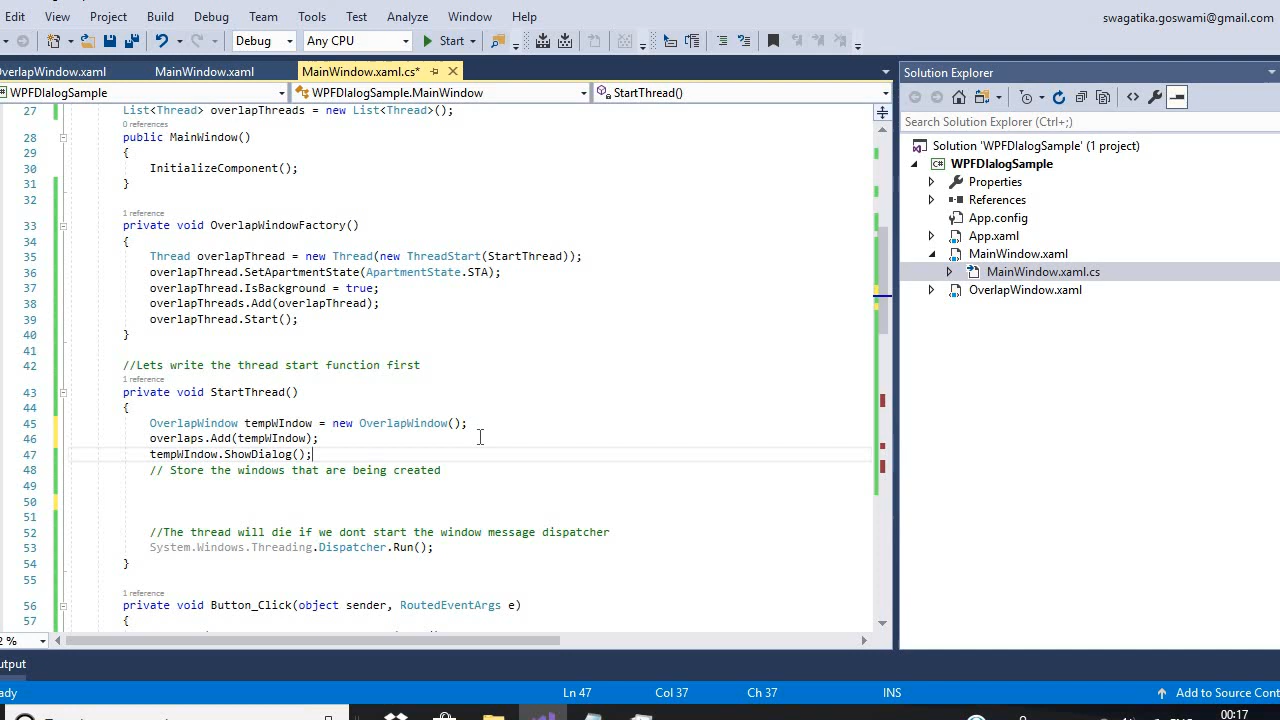 Edit View Project Build Debug Team Tools Test Analyze Window Help swagatika.goswami@gmail.com
Debug Any CPU Start
OverlapWindow.xaml MainWindow.xaml MainWindow.xaml.cs* Solution Explorer
WPFDIalogSample WPFDIalogSample.MainWindow StartThread()
Search Solution Explorer (Ctrl+;)
27 List<Thread> overlapThreads = new List<Thread>();
0 references
28 public MainWindow()
29 {
30 InitializeComponent();
31 }
32
1 reference
33 private void OverlapWindowFactory()
34 {
35 Thread overlapThread = new Thread(new ThreadStart(StartThread));
36 overlapThread.SetApartmentState(ApartmentState.STA);
37 overlapThread.IsBackground = true;
38 overlapThreads.Add(overlapThread);
39 overlapThread.Start();
40 }
41
42 //Lets write the thread start function first
1 reference
43 private void StartThread()
44 {
45 OverlapWindow tempWIndow = new OverlapWindow();
46 overlaps.Add(tempWIndow);
47 tempWIndow.ShowDialog();
48 // Store the windows that are being created
49
50
51
52 //The thread will die if we dont start the window message dispatcher
53 System.Windows.Threading.Dispatcher.Run();
54 }
55
1 reference
56 private void Button_Click(object sender, RoutedEventArgs e)
57 {
Solution 'WPFDIalogSample' (1 project)
WPFDIalogSample
Properties
References
App.config
App.xaml
MainWindow.xaml
MainWindow.xaml.cs
OverlapWindow.xaml
2 %
utput
ady Ln 47 Col 37 Ch 37 INS Add to Source Cont
00:17